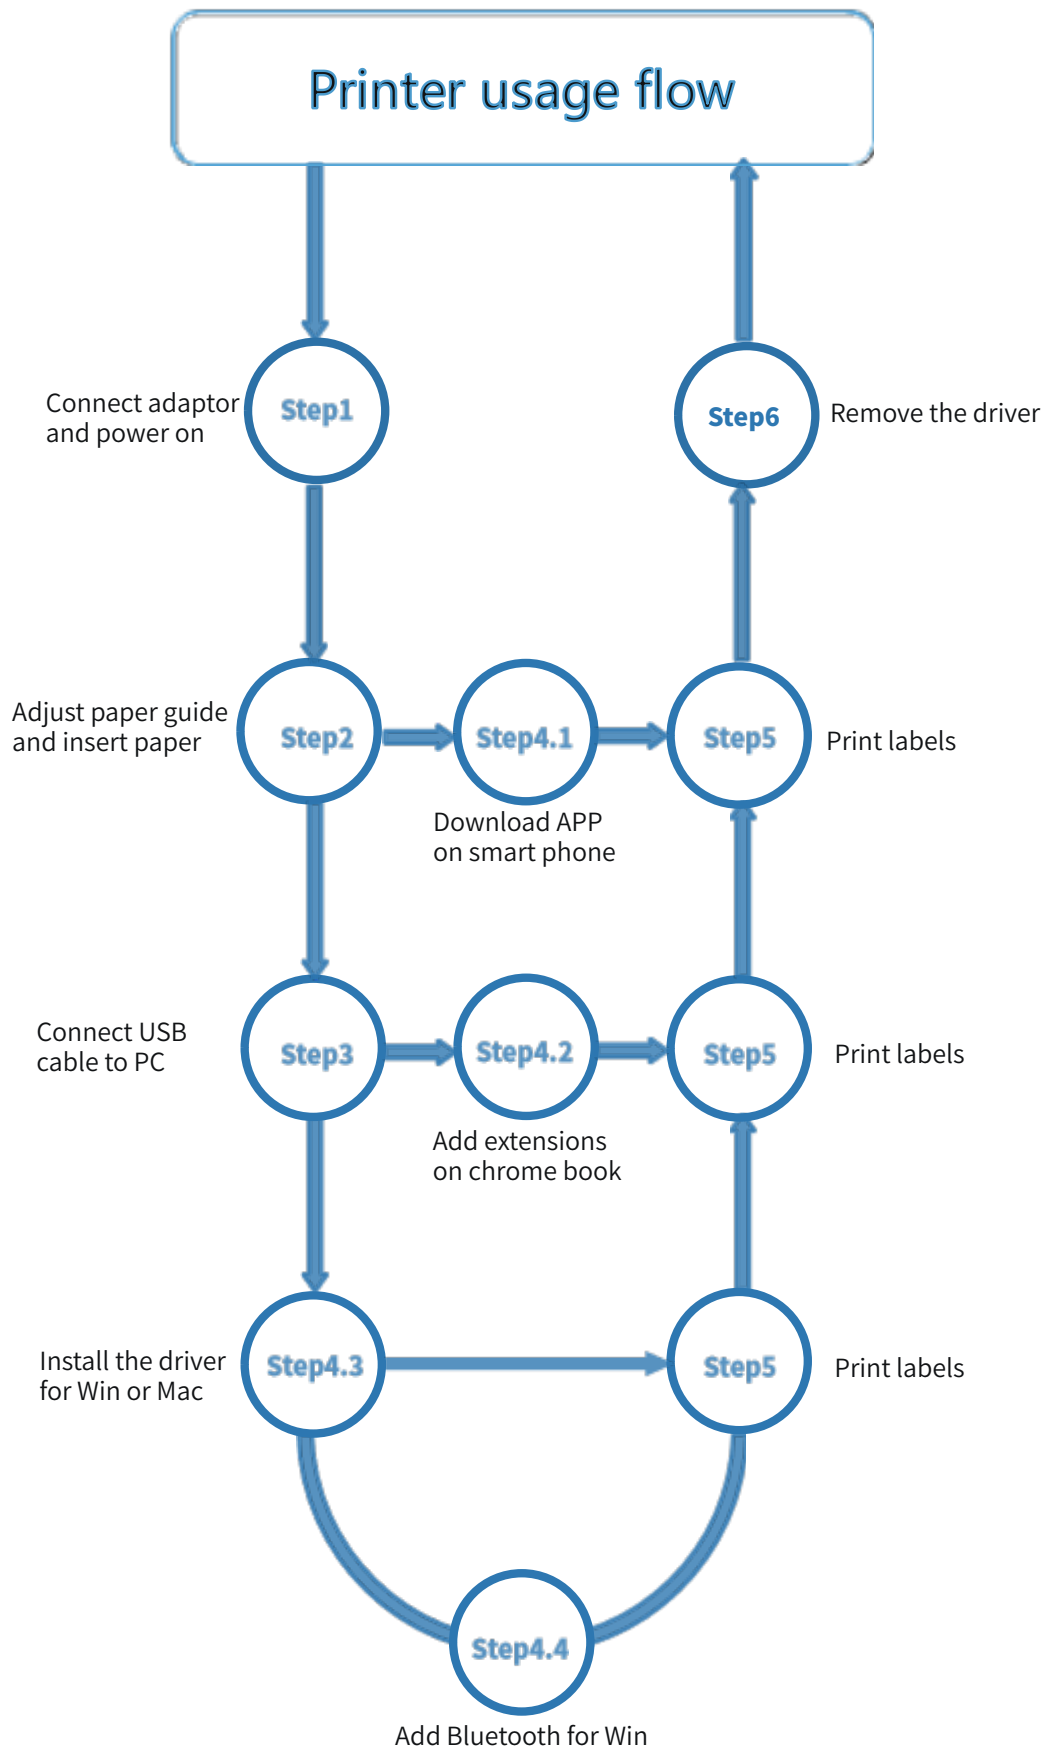 Printer usage flow
Connect adaptor
and power on
Step1
Step6
Remove the driver
Adjust paper guide
and insert paper
Step2
Step4.1
Step5
Print labels
Download APP
on smart phone
Connect USB
cable to PC
Step3
Step4.2
Step5
Print labels
Add extensions
on chrome book
Install the driver
for Win or Mac
Step4.3
Step5
Print labels
Step4.4
Add Bluetooth for Win